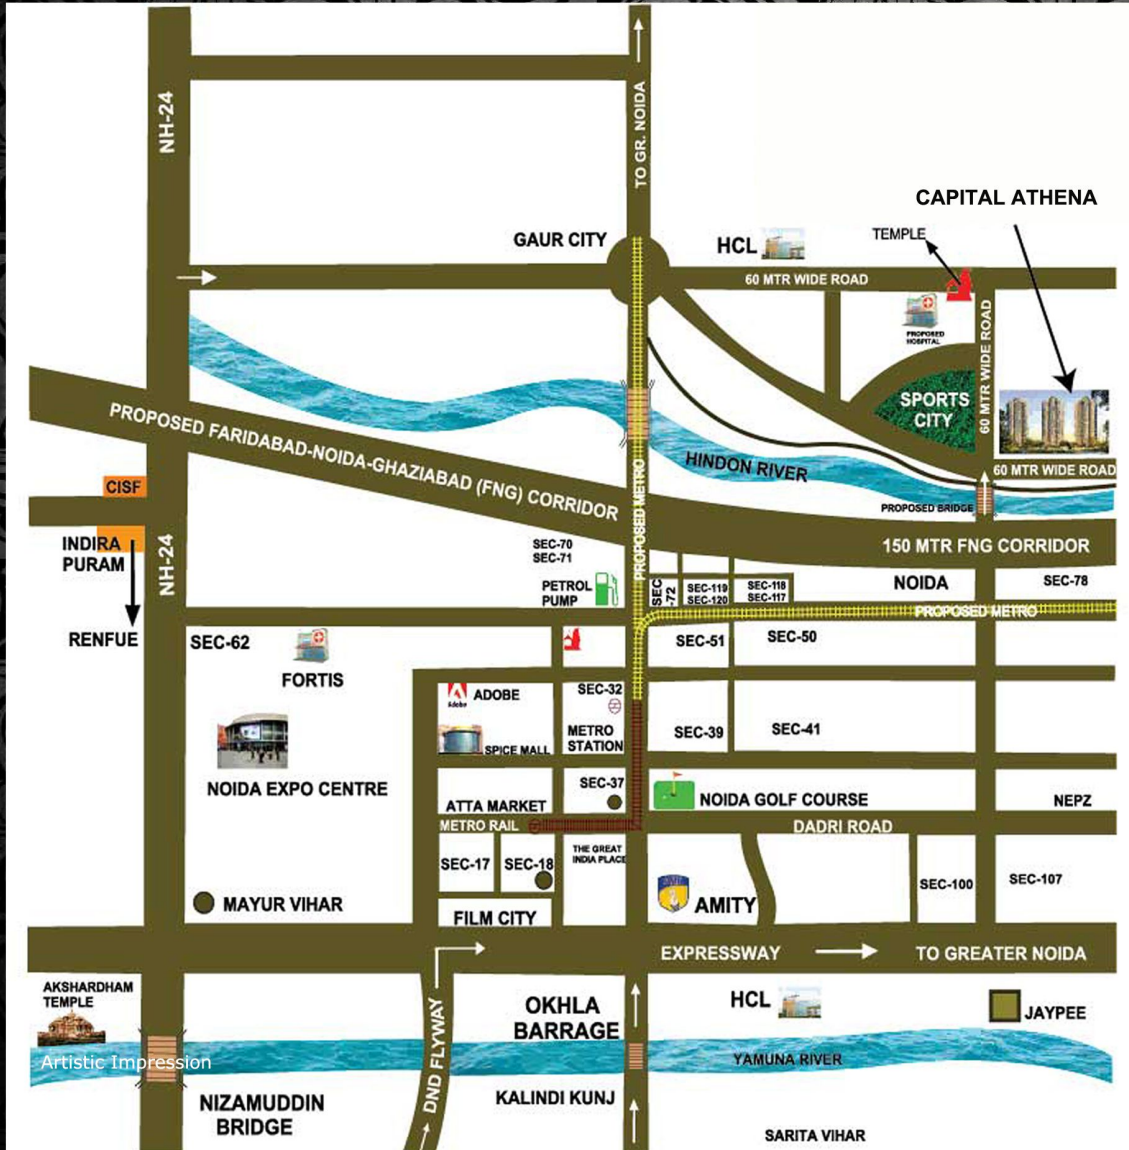 NH-24
TO GR. NOIDA
CAPITAL ATHENA
GAUR CITY
HCL
TEMPLE
60 MTR WIDE ROAD
PROPOSED
HOSPITAL
60 MTR WIDE ROAD
SPORTS
CITY
PROPOSED FARIDABAD-NOIDA-GHAZIABAD (FNG) CORRIDOR
HINDON RIVER
60 MTR WIDE ROAD
CISF
PROPOSED METRO
PROPOSED BRIDGE
INDIRA
PURAM
NH-24
SEC-70
SEC-71
150 MTR FNG CORRIDOR
PETROL
PUMP
SEC
-72
SEC-119
SEC-120
SEC-118
SEC-117
NOIDA
SEC-78
PROPOSED METRO
RENFUE
SEC-62
SEC-51
SEC-50
FORTIS
Adobe
ADOBE
SEC-32
METRO
STATION
SEC-39
SEC-41
SPICE MALL
NOIDA EXPO CENTRE
SEC-37
ATTA MARKET
NOIDA GOLF COURSE
NEPZ
METRO RAIL
DADRI ROAD
THE GREAT
INDIA PLACE
SEC-17
SEC-18
SEC-100
SEC-107
MAYUR VIHAR
FILM CITY
AMITY
EXPRESSWAY
TO GREATER NOIDA
AKSHARDHAM
TEMPLE
OKHLA
BARRAGE
HCL
JAYPEE
Artistic Impression
DND FLYWAY
YAMUNA RIVER
NIZAMUDDIN
BRIDGE
KALINDI KUNJ
SARITA VIHAR